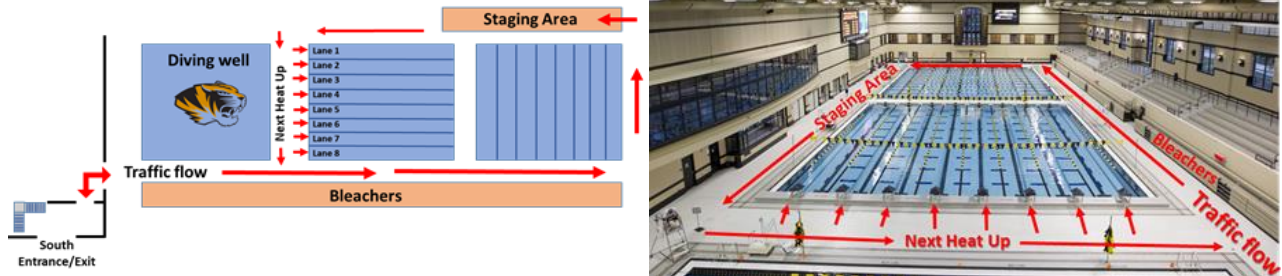 Staging Area
Diving well
Next Heat Up
Lane 1
Lane 2
Lane 3
Lane 4
Lane 5
Lane 6
Lane 7
Lane 8
Traffic flow
Bleachers
South
Entrance/Exit
Staging Area
Bleachers
Traffic flow
Next Heat Up